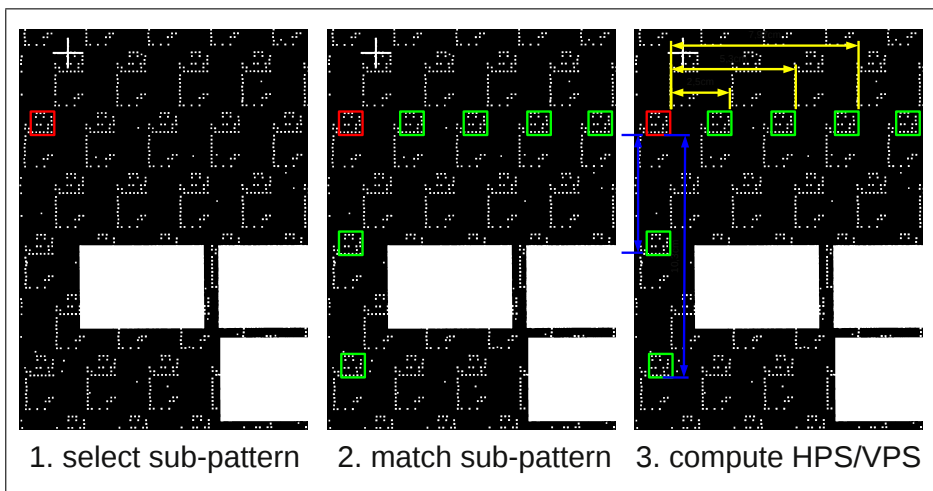 1. select sub-pattern
2. match sub-pattern
3. compute HPS/VPS